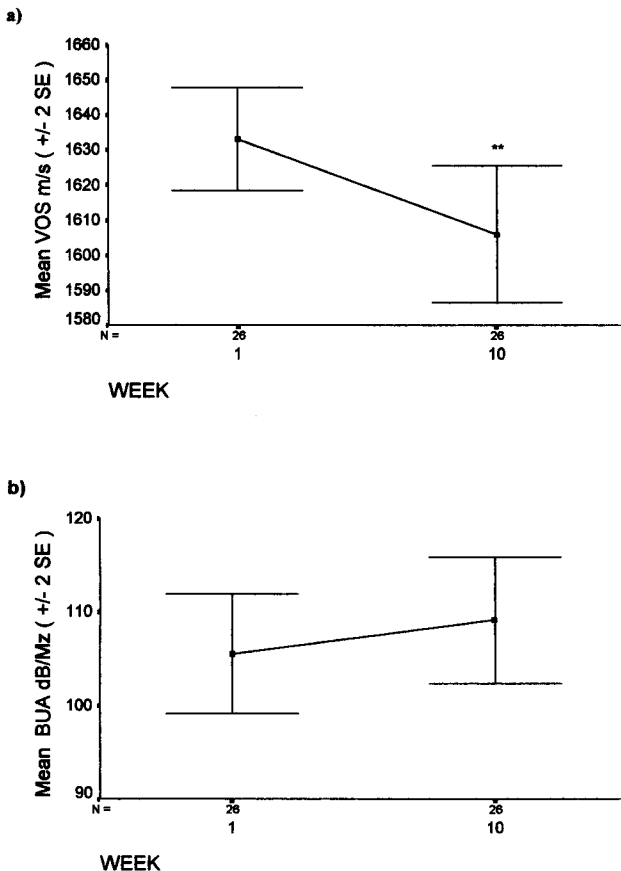 a)
Mean VOS m/s ( +/- 2 SE )
1660
1650
1640
1630
1620
1610
1600
1590
1580
**
N = 26 26
1 10
WEEK
b)
Mean BUA dB/Mz ( +/- 2 SE )
120
110
100
90
N = 26 26
1 10
WEEK